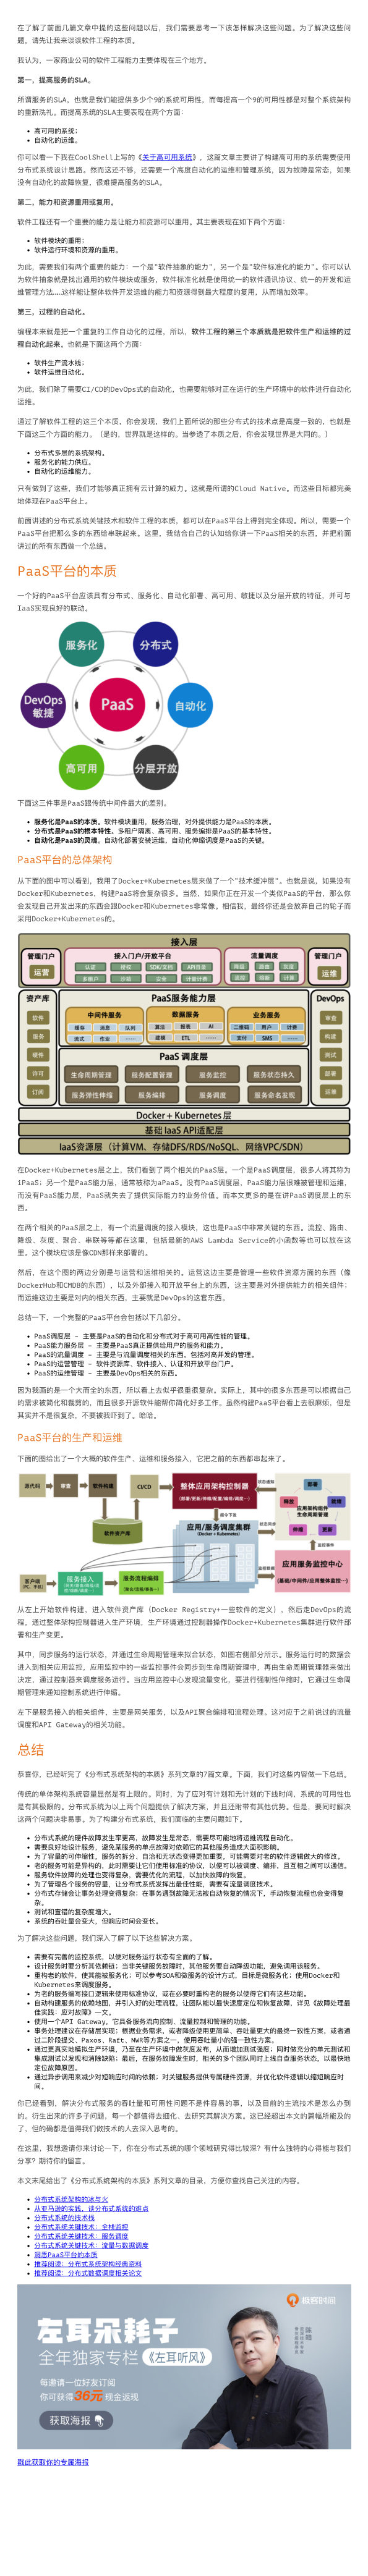 在了解了前面几篇文章中提的这些问题以后，我们需要思考一下该怎样解决这些问题。为了解决这些问
题，请先让我来谈谈软件工程的本质。
我认为，一家商业公司的软件工程能力主要体现在三个地方。
第一，提高服务的SLA。
所谓服务的SLA，也就是我们能提供多少个9的系统可用性，而每提高一个9的可用性都是对整个系统架构
的重新洗礼。而提高系统的SLA主要表现在两个方面：
高可用的系统；
自动化的运维。
你可以看一下我在CoolShell上写的《关于高可用系统》，这篇文章主要讲了构建高可用的系统需要使用
分布式系统设计思路。然而这还不够，还需要一个高度自动化的运维和管理系统，因为故障是常态，如果
没有自动化的故障恢复，很难提高服务的SLA。
第二，能力和资源重用或复用。
软件工程还有一个重要的能力是让能力和资源可以重用。其主要表现在如下两个方面：
软件模块的重用；
软件运行环境和资源的重用。
为此，需要我们有两个重要的能力：一个是"软件抽象的能力"，另一个是"软件标准化的能力"。你可以认
为软件抽象就是找出通用的软件模块或服务，软件标准化就是使用统一的软件通讯协议、统一的开发和运
维管理方法……这样能让整体软件开发运维的能力和资源得到最大程度的复用，从而增加效率。
第三，过程的自动化。
编程本来就是把一个重复的工作自动化的过程，所以，软件工程的第三个本质就是把软件生产和运维的过
程自动化起来。也就是下面这两个方面：
软件生产流水线；
软件运维自动化。
为此，我们除了需要CI/CD的DevOps式的自动化，也需要能够对正在运行的生产环境中的软件进行自动化
运维。
通过了解软件工程的这三个本质，你会发现，我们上面所说的那些分布式的技术点是高度一致的，也就是
下面这三个方面的能力。（是的，世界就是这样的。当参透了本质之后，你会发现世界是大同的。）
分布式多层的系统架构。
服务化的能力供应。
自动化的运维能力。
只有做到了这些，我们才能够真正拥有云计算的威力。这就是所谓的Cloud Native。而这些目标都完美
地体现在PaaS平台上。
前面讲述的分布式系统关键技术和软件工程的本质，都可以在PaaS平台上得到完全体现。所以，需要一个
PaaS平台把那么多的东西给串联起来。这里，我结合自己的认知给你讲一下PaaS相关的东西，并把前面
讲过的所有东西做一个总结。
PaaS平台的本质
一个好的PaaS平台应该具有分布式、服务化、自动化部署、高可用、敏捷以及分层开放的特征，并可与
IaaS实现良好的联动。
服务化
分布式
DevOps
敏捷
PaaS
自动化
高可用
分层开放
下面这三件事是PaaS跟传统中间件最大的差别。
服务化是PaaS的本质。软件模块重用，服务治理，对外提供能力是PaaS的本质。
分布式是PaaS的根本特性。多租户隔离、高可用、服务编排是PaaS的基本特性。
自动化是PaaS的灵魂。自动化部署安装运维，自动化伸缩调度是PaaS的关键。
PaaS平台的总体架构
从下面的图中可以看到，我用了Docker+Kubernetes层来做了一个"技术缓冲层"。也就是说，如果没有
Docker和Kubernetes，构建PaaS将会复杂很多。当然，如果你正在开发一个类似PaaS的平台，那么你
会发现自己开发出来的东西会跟Docker和Kubernetes非常像。相信我，最终你还是会放弃自己的轮子而
采用Docker+Kubernetes的。
接入层
管理门户
运营
接入门户/开放平台
认证
授权
SDK/文档
API目录
多租户
沙箱
安全
计量计费
流量调度
降级
路由
灰度
流控
熔断
计算
管理门户
运维
资产库
软件
服务
硬件
许可
订阅
PaaS服务能力层
中间件服务
缓存
消息
队列
流式
作业
……
数据服务
算法
报表
AI
建模
ETL
……
业务服务
二维码
用户
计费
支付
SMS
……
PaaS 调度层
生命周期管理
服务配置管理
服务监控
服务状态持久
服务弹性伸缩
服务编排
服务调度
服务命名发现
DevOps
审查
构建
测试
部署
运维
Docker + Kubernetes 层
基础 IaaS API适配层
IaaS资源层（计算VM、存储DFS/RDS/NoSQL、网络VPC/SDN）
在Docker+Kubernetes层之上，我们看到了两个相关的PaaS层。一个是PaaS调度层，很多人将其称为
iPaaS；另一个是PaaS能力层，通常被称为aPaaS。没有PaaS调度层，PaaS能力层很难被管理和运维，
而没有PaaS能力层，PaaS就失去了提供实际能力的业务价值。而本文更多的是在讲PaaS调度层上的东
西。
在两个相关的PaaS层之上，有一个流量调度的接入模块，这也是PaaS中非常关键的东西。流控、路由、
降级、灰度、聚合、串联等等都在这里，包括最新的AWS Lambda Service的小函数等也可以放在这
里。这个模块应该是像CDN那样来部署的。
然后，在这个图的两边分别是与运营和运维相关的。运营这边主要是管理一些软件资源方面的东西（像
DockerHub和CMDB的东西），以及外部接入和开放平台上的东西，这主要是对外提供能力的相关组件；
而运维这边主要是对内的相关东西，主要就是DevOps的这套东西。
总结一下，一个完整的PaaS平台会包括以下几部分。
PaaS调度层 - 主要是PaaS的自动化和分布式对于高可用高性能的管理。
PaaS能力服务层 - 主要是PaaS真正提供给用户的服务和能力。
PaaS的流量调度 - 主要是与流量调度相关的东西，包括对高并发的管理。
PaaS的运营管理 - 软件资源库、软件接入、认证和开放平台门户。
PaaS的运维管理 - 主要是DevOps相关的东西。
因为我画的是一个大而全的东西，所以看上去似乎很重很复杂。实际上，其中的很多东西是可以根据自己
的需求被简化和裁剪的，而且很多开源软件能帮你简化好多工作。虽然构建PaaS平台看上去很麻烦，但是
其实并不是很复杂，不要被我吓到了。哈哈。
PaaS平台的生产和运维
下面的图给出了一个大概的软件生产、运维和服务接入，它把之前的东西都串起来了。
源代码
审查
软件构建
CI/CD
整体应用架构控制器
（部署/更新/伸缩/配置/编排/调度…）
软件资产库
指令下发
应用/服务调度集群
（Docker + Kubernetes）
状态同步
监控数据
部署
释放
故障
伸缩
更新
应用架构组件
生命周期管理
监控事件
应用服务监控中心
（基础/中间件/应用整体监控…）
客户端
（PC、手机）
服务接入
服务流程编排
从左上开始软件构建，进入软件资产库（Docker Registry+一些软件的定义），然后走DevOps的流
程，通过整体架构控制器进入生产环境，生产环境通过控制器操作Docker+Kubernetes集群进行软件部
署和生产变更。
其中，同步服务的运行状态，并通过生命周期管理来拟合状态，如图右侧部分所示。服务运行时的数据会
进入到相关应用监控，应用监控中的一些监控事件会同步到生命周期管理中，再由生命周期管理器来做出
决定，通过控制器来调度服务运行。当应用监控中心发现流量变化，要进行强制性伸缩时，它通过生命周
期管理来通知控制系统进行伸缩。
左下是服务接入的相关组件，主要是网关服务，以及API聚合编排和流程处理。这对应于之前说过的流量
调度和API Gateway的相关功能。
总结
恭喜你，已经听完了《分布式系统架构的本质》系列文章的7篇文章。下面，我们对这些内容做一下总结。
传统的单体架构系统容量显然是有上限的。同时，为了应对有计划和无计划的下线时间，系统的可用性也
是有其极限的。分布式系统为以上两个问题提供了解决方案，并且还附带有其他优势。但是，要同时解决
这两个问题决非易事。为了构建分布式系统，我们面临的主要问题如下。
分布式系统的硬件故障发生率更高，故障发生是常态，需要尽可能地将运维流程自动化。
需要良好地设计服务，避免某服务的单点故障对依赖它的其他服务造成大面积影响。
为了容量的可伸缩性，服务的拆分、自治和无状态变得更加重要，可能需要对老的软件逻辑做大的修改。
老的服务可能是异构的，此时需要让它们使用标准的协议，以便可以被调度、编排，且互相之间可以通信。
服务软件故障的处理也变得复杂，需要优化的流程，以加快故障的恢复。
为了管理各个服务的容量，让分布式系统发挥出最佳性能，需要有流量调度技术。
分布式存储会让事务处理变得复杂；在事务遇到故障无法被自动恢复的情况下，手动恢复流程也会变得复
杂。
测试和查错的复杂度增大。
系统的吞吐量会变大，但响应时间会变长。
为了解决这些问题，我们深入了解了以下这些解决方案。
需要有完善的监控系统，以便对服务运行状态有全面的了解。
设计服务时要分析其依赖链；当非关键服务故障时，其他服务要自动降级功能，避免调用该服务。
重构老的软件，使其能被服务化；可以参考SOA和微服务的设计方式，目标是微服务化；使用Docker和
Kubernetes来调度服务。
为老的服务编写接口逻辑来使用标准协议，或在必要时重构老的服务以使得它们有这些功能。
自动构建服务的依赖地图，并引入好的处理流程，让团队能以最快速度定位和恢复故障，详见《故障处理最
佳实践：应对故障》一文。
使用一个API Gateway，它具备服务流向控制、流量控制和管理的功能。
事务处理建议在存储层实现；根据业务需求，或者降级使用更简单、吞吐量更大的最终一致性方案，或者通
过二阶段提交、Paxos、Raft、NWR等方案之一，使用吞吐量小的强一致性方案。
通过更真实地模拟生产环境，乃至在生产环境中做灰度发布，从而增加测试强度；同时做充分的单元测试和
集成测试以发现和消除缺陷；最后，在服务故障发生时，相关的多个团队同时上线自查服务状态，以最快地
定位故障原因。
通过异步调用来减少对短响应时间的依赖；对关键服务提供专属硬件资源，并优化软件逻辑以缩短响应时
间。
你已经看到，解决分布式服务的吞吐量和可用性问题不是件容易的事，以及目前的主流技术是怎么办到
的。衍生出来的许多子问题，每一个都值得去细化、去研究其解决方案。这已经超出本文的篇幅所能及的
了，但的确都是值得我们做技术的人去深入思考的。
在这里，我想邀请你来讨论一下，你在分布式系统的哪个领域研究得比较深？有什么独特的心得能与我们
分享？期待你的留言。
本文末尾给出了《分布式系统架构的本质》系列文章的目录，方便你查找自己关注的内容。
分布式系统架构的冰与火
从亚马逊的实践，谈分布式系统的难点
分布式系统的技术栈
分布式系统关键技术：全栈监控
分布式系统关键技术：服务调度
分布式系统关键技术：流量与数据调度
洞悉PaaS平台的本质
推荐阅读：分布式系统架构经典资料
推荐阅读：分布式数据调度相关论文
极客时间
左耳朵耗子
全年独家专栏《左耳听风》
每邀请一位好友订阅
你可获得36元现金返现
获取海报
陈皓
戳此获取你的专属海报